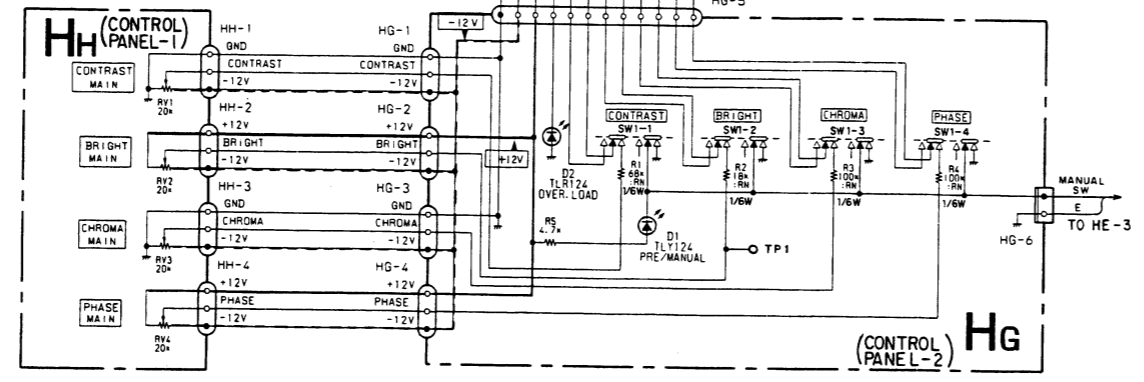 HG-5
HH (CONTROL PANEL-1)
HH-1
HG-1
-12V
GND
GND
CONTRAST
CONTRAST
-12V
-12V
CONTRAST MAIN
RV1
20K
HH-2
HG-2
+12V
+12V
BRIGHT
BRIGHT
-12V
-12V
+12V
BRIGHT MAIN
RV2
20K
HH-3
HG-3
GND
GND
CHROMA
CHROMA
-12V
-12V
CHROMA MAIN
RV3
20K
HH-4
HG-4
+12V
+12V
PHASE
PHASE
-12V
-12V
PHASE MAIN
RV4
20K
D2
TLR124
OVER.LOAD
CONTRAST
SW1-1
R1
68K
:RN
1/6W
BRIGHT
SW1-2
R2
18K
:RN
1/6W
CHROMA
SW1-3
R3
100K
:RN
1/6W
PHASE
SW1-4
R4
100K
:RN
1/6W
R5
4.7K
D1
TLY124
PRE/MANUAL
TP1
MANUAL
SW
E
TO HE-3
HG-6
(CONTROL PANEL-2) HG